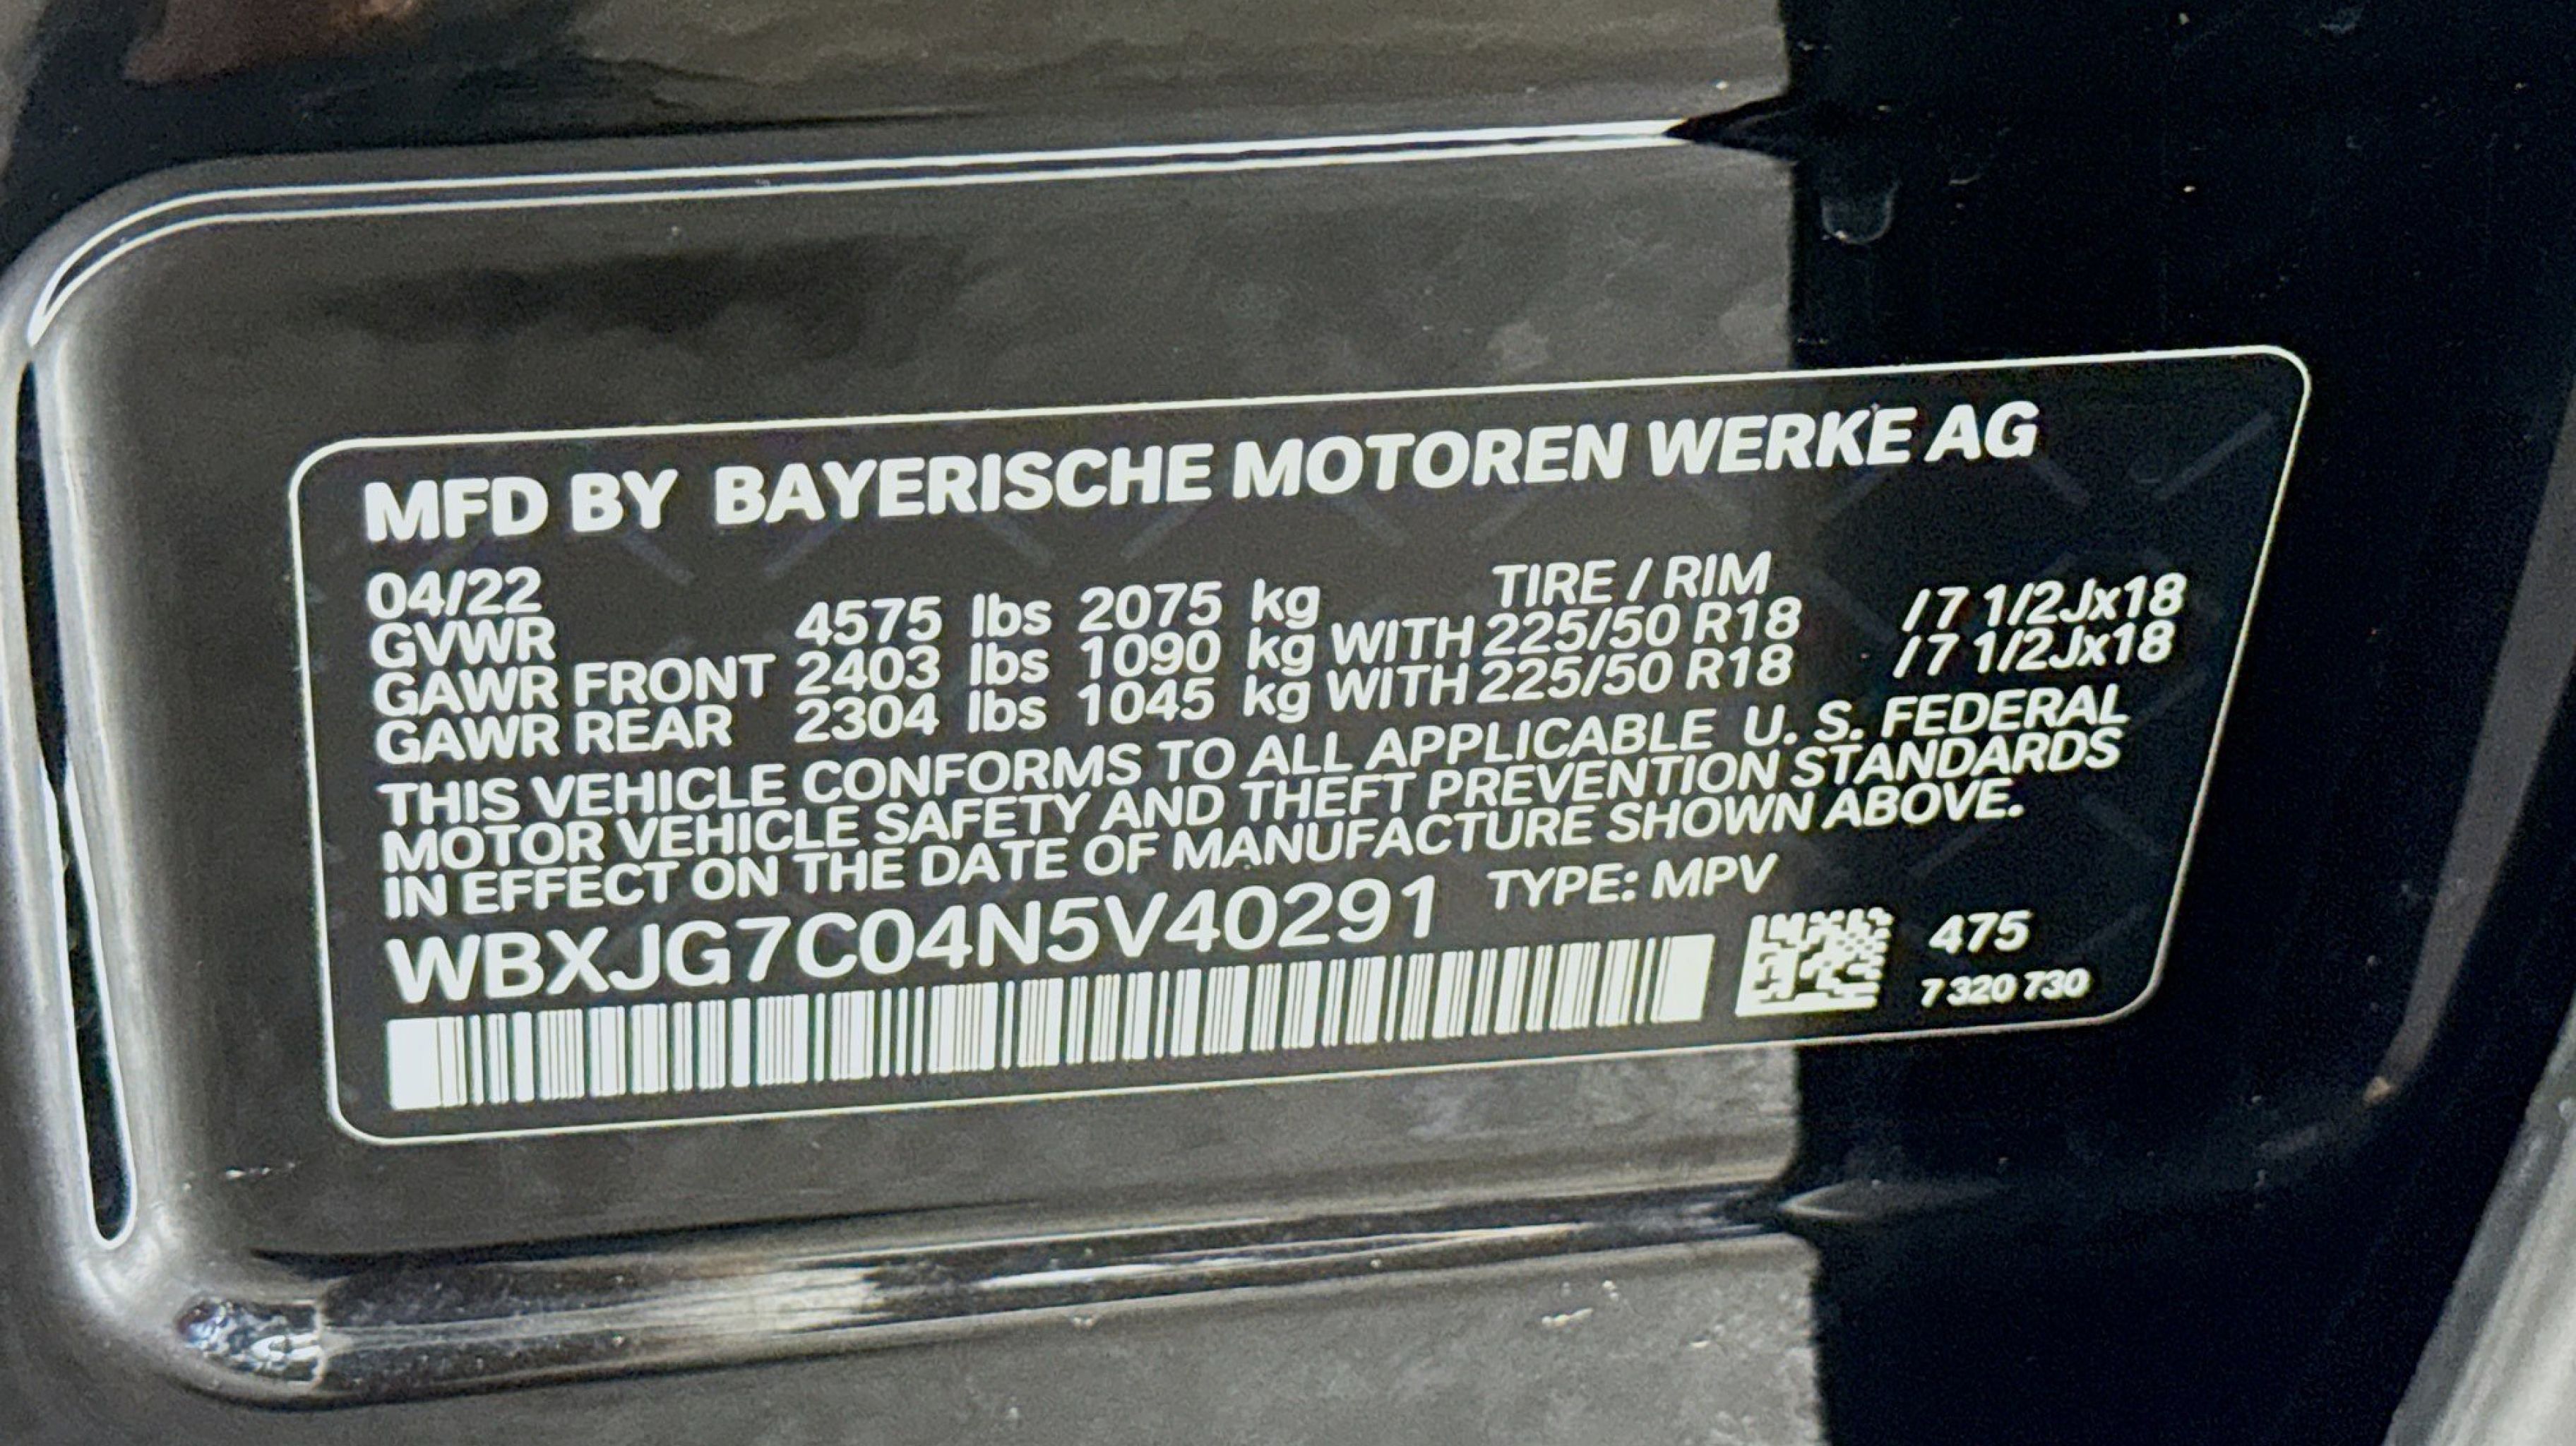 MFD BY BAYERISCHE MOTOREN WERKE AG
04/22 TIRE / RIM
GVWR 4575 lbs 2075 kg
GAWR FRONT 2403 lbs 1090 kg WITH 225/50 R18 / 7 1/2Jx18
GAWR REAR 2304 lbs 1045 kg WITH 225/50 R18 / 7 1/2Jx18
THIS VEHICLE CONFORMS TO ALL APPLICABLE U. S. FEDERAL
MOTOR VEHICLE SAFETY AND THEFT PREVENTION STANDARDS
IN EFFECT ON THE DATE OF MANUFACTURE SHOWN ABOVE.
WBXJG7C04N5V40291 TYPE: MPV
475
7 320 730